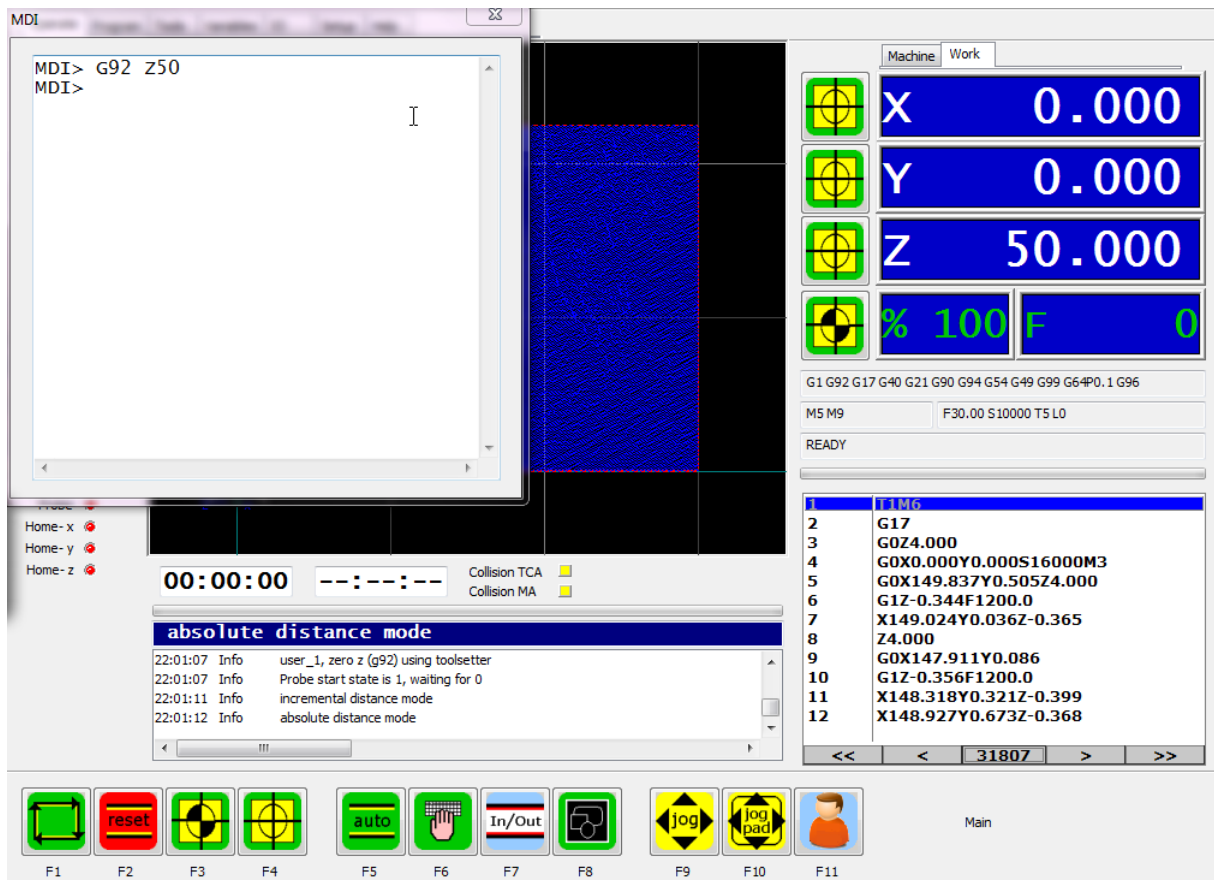 MDI
Program Tools Variables IO Setup Help
MDI> G92 Z50
MDI>
Machine Work
X 0.000
Y 0.000
Z 50.000
% 100 F 0
G1 G92 G17 G40 G21 G90 G94 G54 G49 G99 G64P0.1 G96
M5 M9 F30.00 S10000 T5 L0
READY
Probe
Home- x
Home- y
Home- z
00:00:00 --:--:-- Collision TCA
Collision MA
absolute distance mode
22:01:07 Info user_1, zero z (g92) using toolsetter
22:01:07 Info Probe start state is 1, waiting for 0
22:01:11 Info incremental distance mode
22:01:12 Info absolute distance mode
1 T1M6
2 G17
3 G0Z4.000
4 G0X0.000Y0.000S16000M3
5 G0X149.837Y0.505Z4.000
6 G1Z-0.344F1200.0
7 X149.024Y0.036Z-0.365
8 Z4.000
9 G0X147.911Y0.086
10 G1Z-0.356F1200.0
11 X148.318Y0.321Z-0.399
12 X148.927Y0.673Z-0.368
<< < 31807 > >>
reset auto In/Out jog jog pad Main
F1 F2 F3 F4 F5 F6 F7 F8 F9 F10 F11